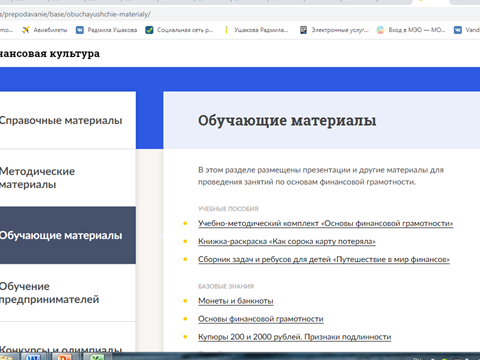 /prepodavanie/base/obuchayushchie-materialy/
Авиабилеты
Радмила Ушакова
Социальная сеть р...
Ушакова Радмила...
Электронные услуг...
Вход в МЭО — МО...
Vand
нансовая культура
Справочные материалы
Методические
материалы
Обучающие материалы
Обучение
предпринимателей
Конкурсы и олимпиады
Обучающие материалы
В этом разделе размещены презентации и другие материалы для
проведения занятий по основам финансовой грамотности.
УЧЕБНЫЕ ПОСОБИЯ
Учебно-методический комплект «Основы финансовой грамотности»
Книжка-раскраска «Как сорока карту потеряла»
Сборник задач и ребусов для детей «Путешествие в мир финансов»
БАЗОВЫЕ ЗНАНИЯ
Монеты и банкноты
Основы финансовой грамотности
Купюры 200 и 2000 рублей. Признаки подлинности